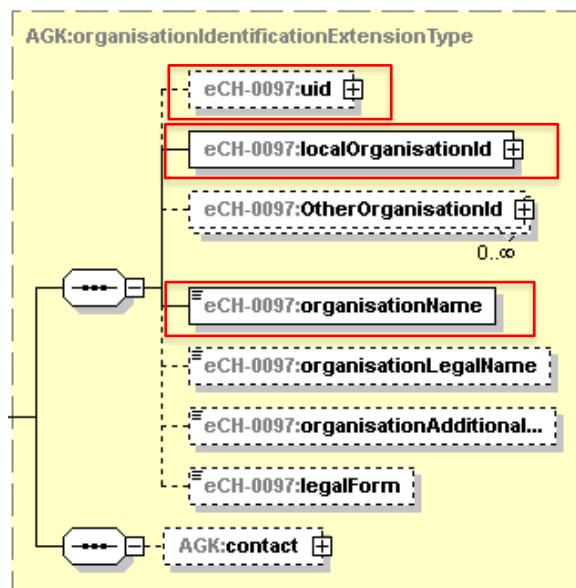 AGK:organisationIdentificationExtensionType
eCH-0097:uid
eCH-0097:localOrganisationId
eCH-0097:OtherOrganisationId
0..∞
eCH-0097:organisationName
eCH-0097:organisationLegalName
eCH-0097:organisationAdditional...
eCH-0097:legalForm
AGK:contact